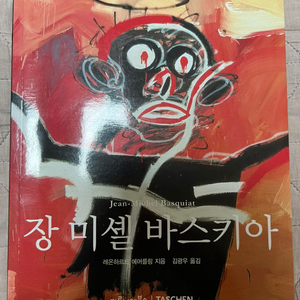 Jean-Michel Basquiat
장 미셸 바스키아
레온하르트 에머를링 지음 김광우 옮김
TASCHEN